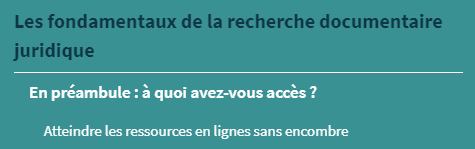 Les fondamentaux de la recherche documentaire
juridique
En préambule : à quoi avez-vous accès ?
Atteindre les ressources en lignes sans encombre